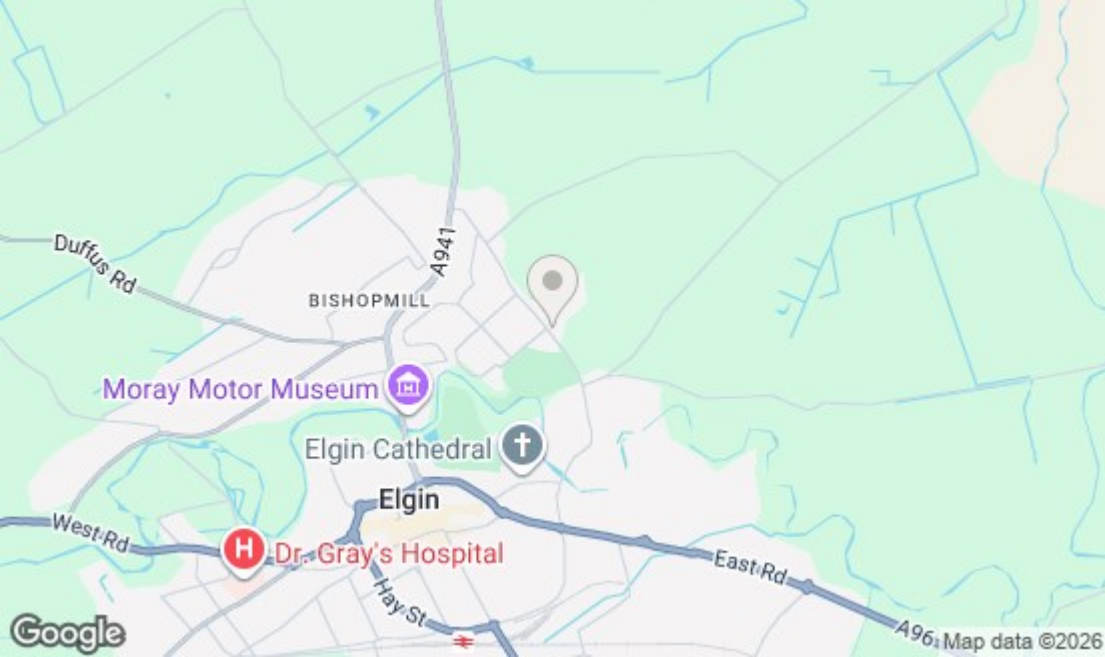 Duffus Rd
A941
BISHOPMILL
Moray Motor Museum
Elgin Cathedral
Elgin
West Rd
H
Dr. Gray's Hospital
East Rd
Hay St
A96
Google
Map data ©2026